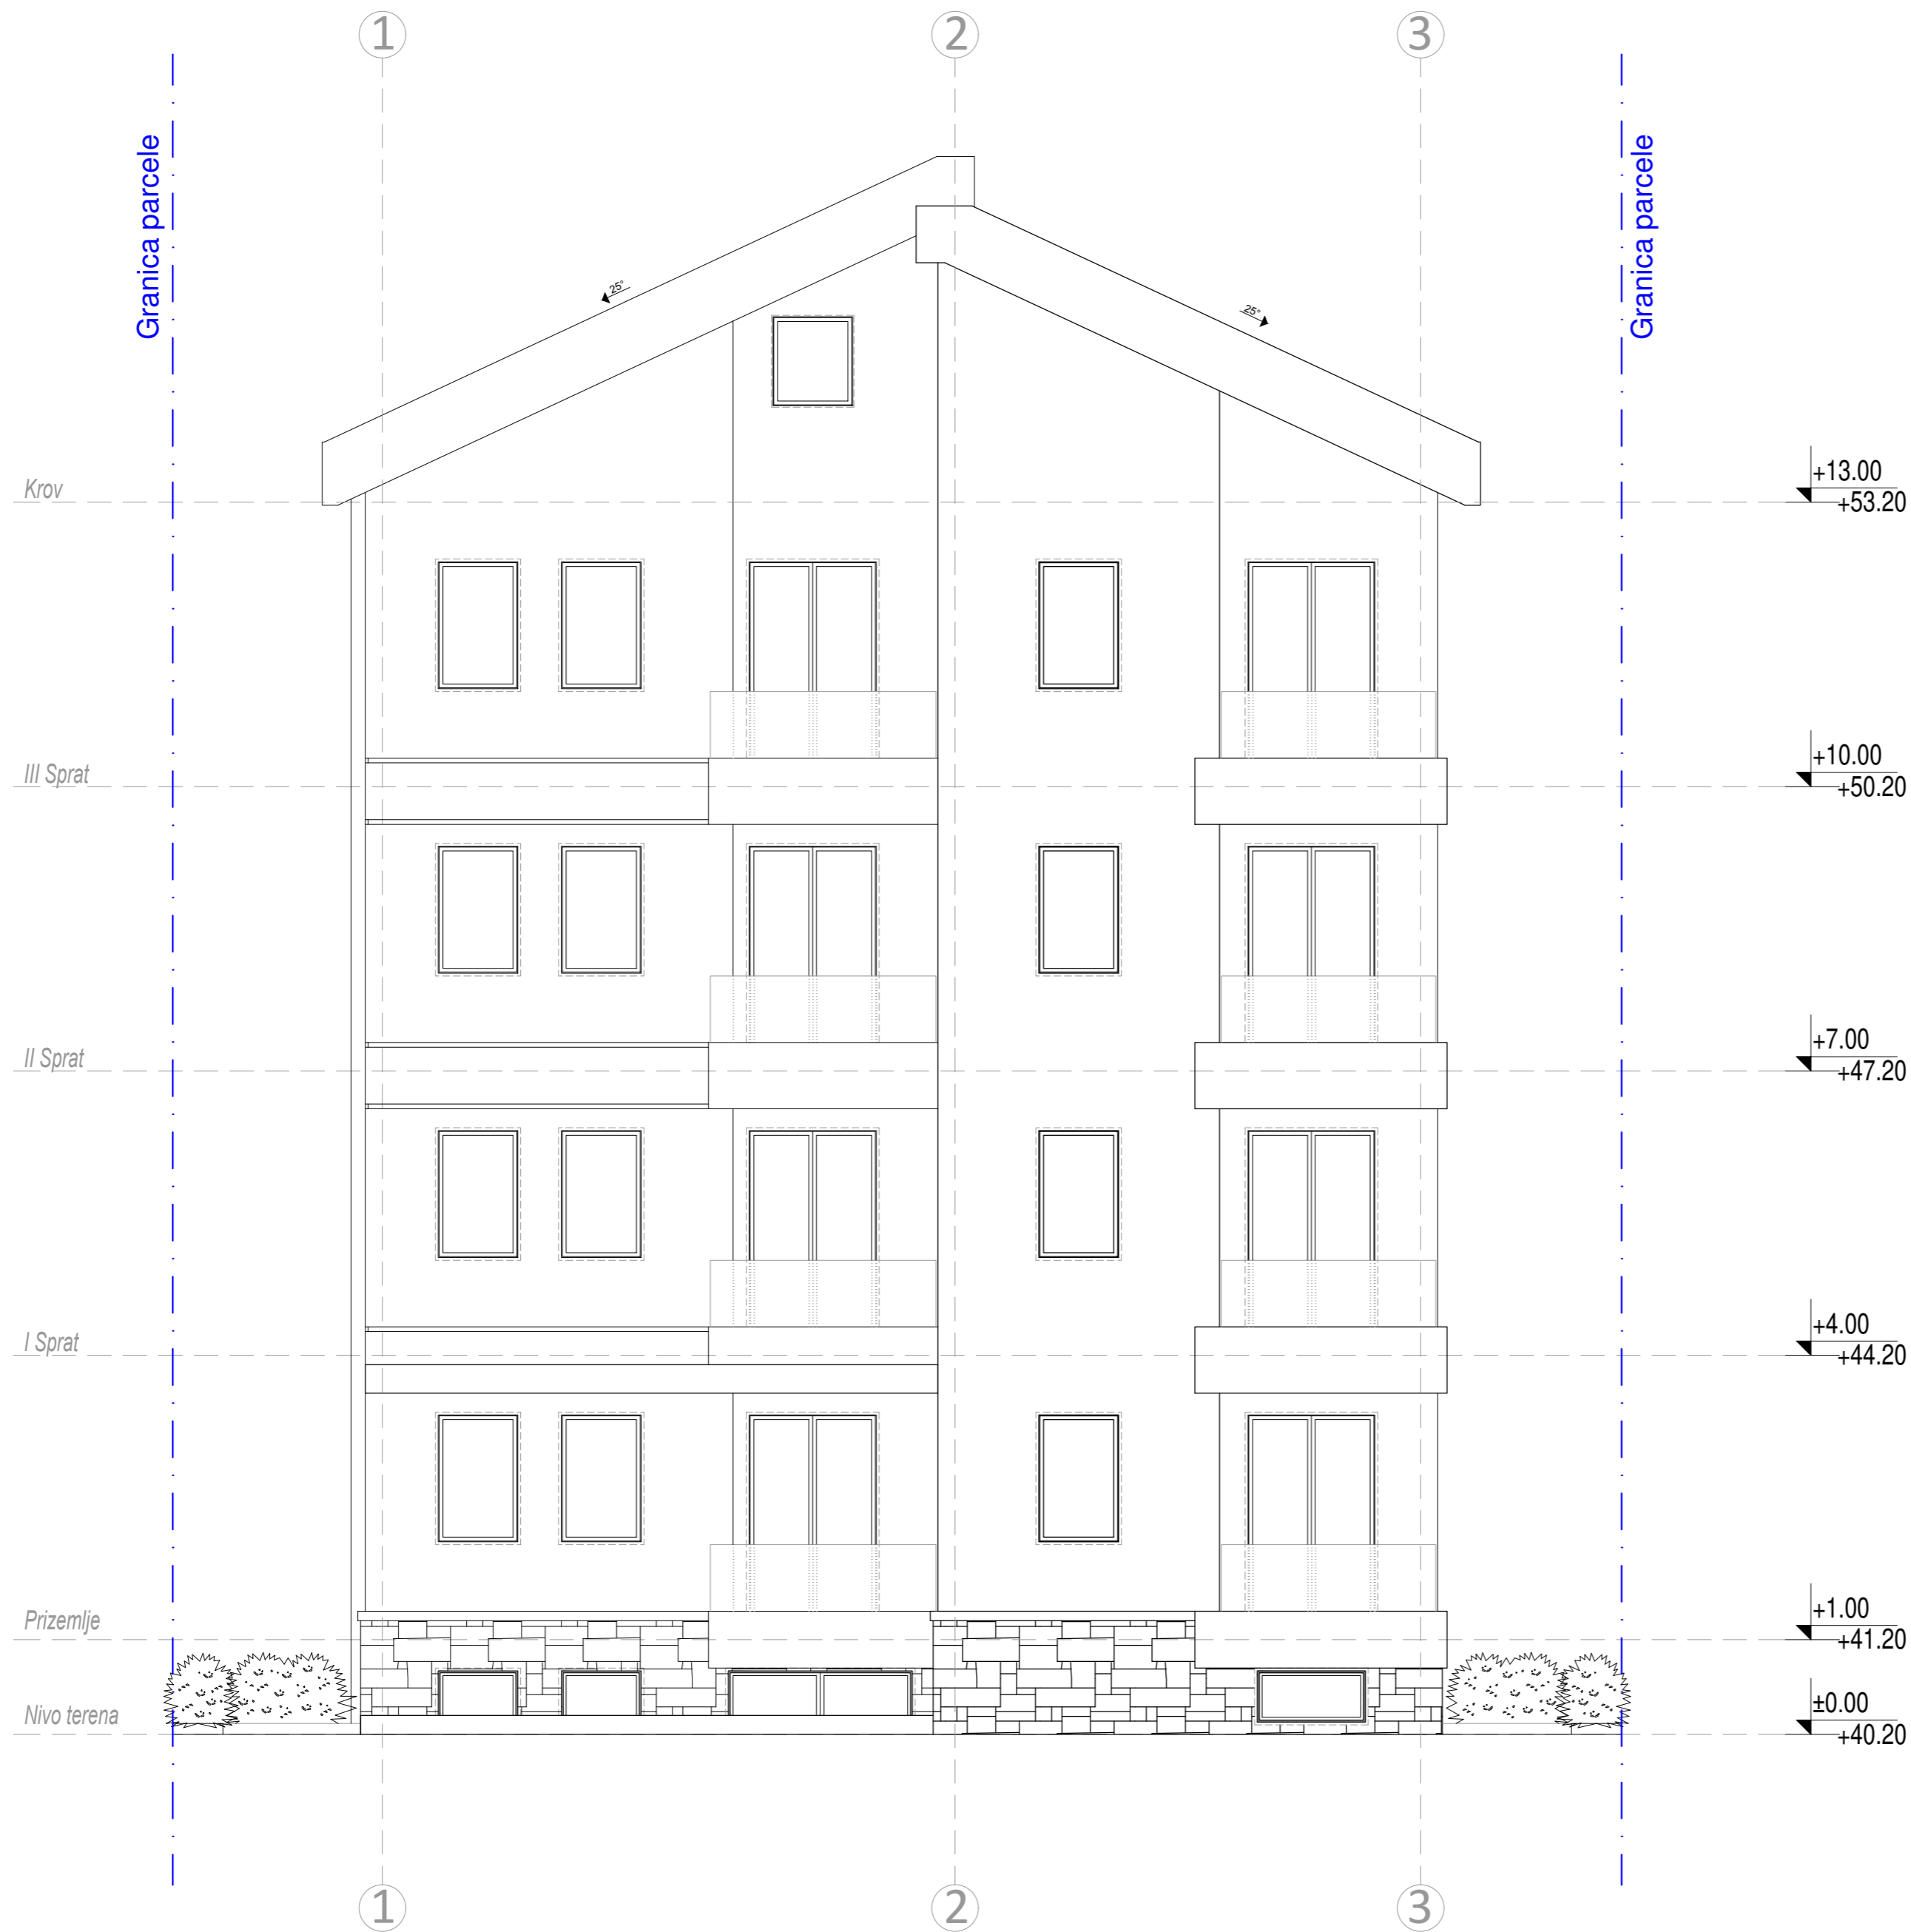 1
2
3
Granica parcele
Granica parcele
25°
25°
Krov
+13.00
+53.20
III Sprat
+10.00
+50.20
II Sprat
+7.00
+47.20
I Sprat
+4.00
+44.20
Prizemlje
+1.00
+41.20
Nivo terena
±0.00
+40.20
1
2
3